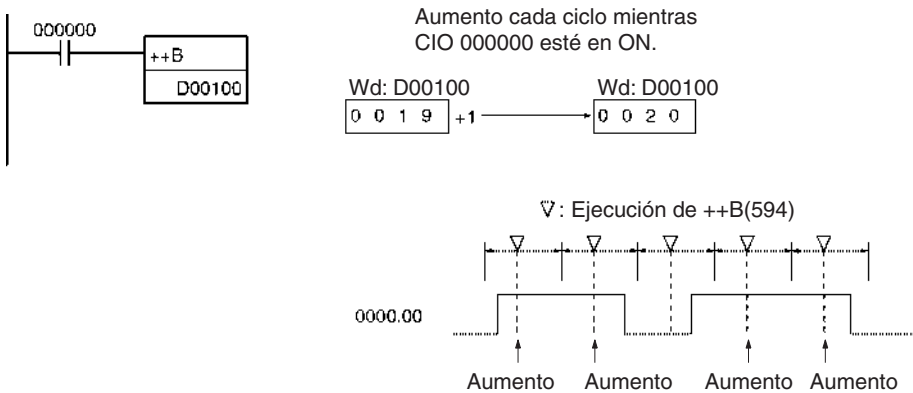 000000
++B
D00100
Aumento cada ciclo mientras
CIO 000000 esté en ON.
Wd: D00100
Wd: D00100
0 0 1 9 +1
0 0 2 0
: Ejecución de ++B(594)
0000.00
Aumento Aumento Aumento Aumento